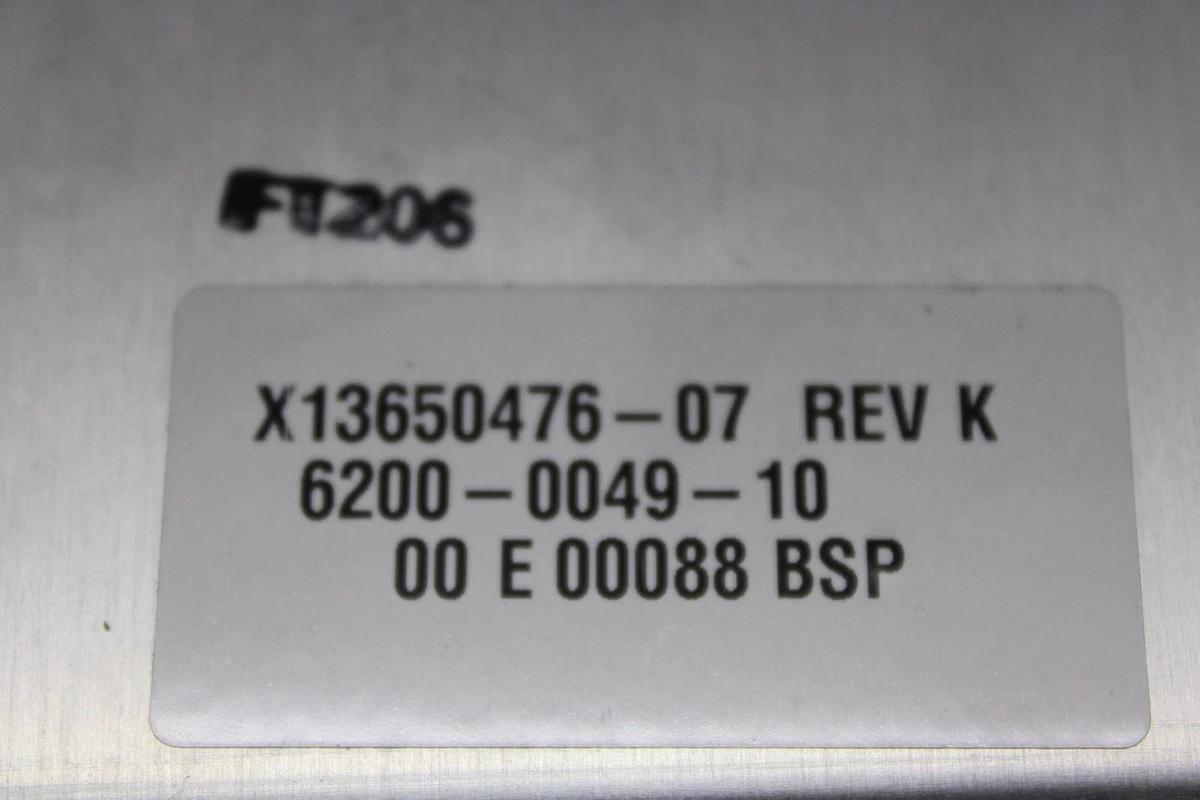 FT206
X13650476-07 REV K
6200-0049-10
00 E 00088 BSP